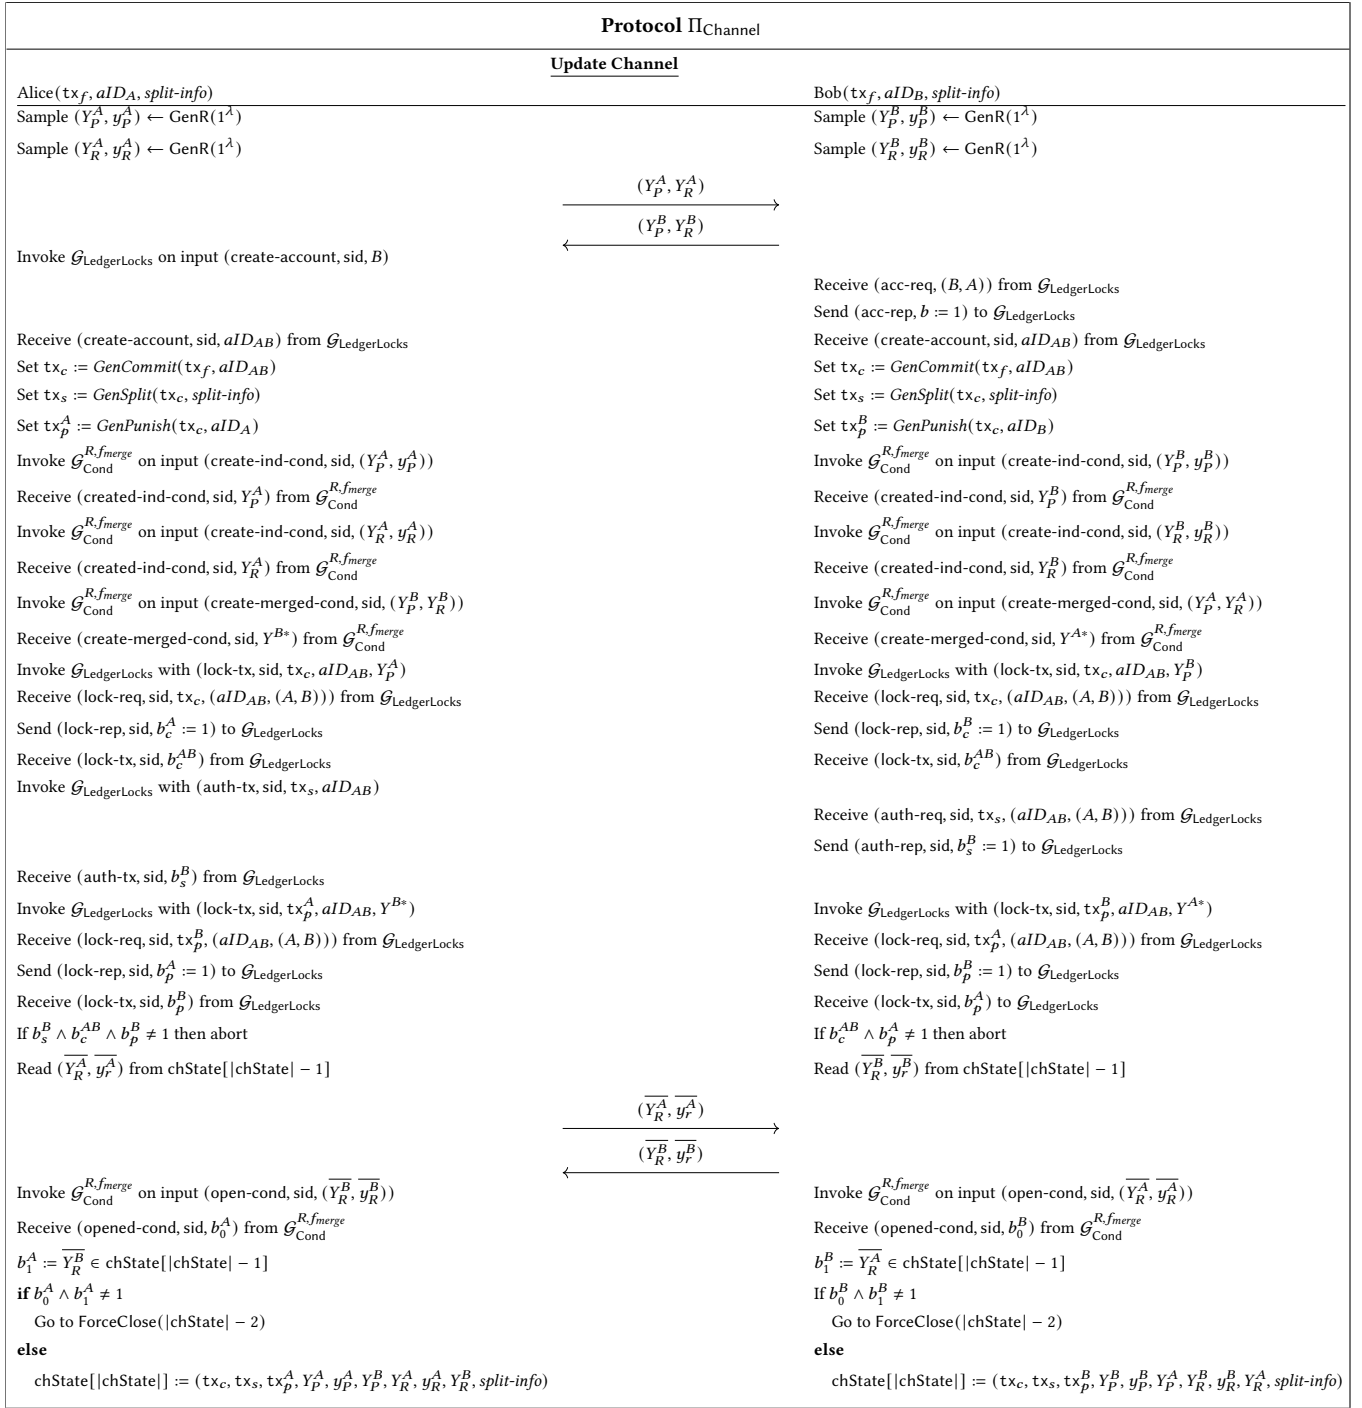 Protocol Π_Channel
Update Channel
Alice(tx_f, aID_A, split-info) Bob(tx_f, aID_B, split-info)
Sample (Y_P^A, y_P^A) ← GenR(1^λ) Sample (Y_P^B, y_P^B) ← GenR(1^λ)
Sample (Y_R^A, y_R^A) ← GenR(1^λ) Sample (Y_R^B, y_R^B) ← GenR(1^λ)
(Y_P^A, Y_R^A)
(Y_P^B, Y_R^B)
Invoke 𝒢_LedgerLocks on input (create-account, sid, B)
Receive (acc-req, (B, A)) from 𝒢_LedgerLocks
Send (acc-rep, b := 1) to 𝒢_LedgerLocks
Receive (create-account, sid, aID_AB) from 𝒢_LedgerLocks Receive (create-account, sid, aID_AB) from 𝒢_LedgerLocks
Set tx_c := GenCommit(tx_f, aID_AB) Set tx_c := GenCommit(tx_f, aID_AB)
Set tx_s := GenSplit(tx_c, split-info) Set tx_s := GenSplit(tx_c, split-info)
Set tx_p^A := GenPunish(tx_c, aID_A) Set tx_p^B := GenPunish(tx_c, aID_B)
Invoke 𝒢_Cond^{R,f_merge} on input (create-ind-cond, sid, (Y_P^A, y_P^A)) Invoke 𝒢_Cond^{R,f_merge} on input (create-ind-cond, sid, (Y_P^B, y_P^B))
Receive (created-ind-cond, sid, Y_P^A) from 𝒢_Cond^{R,f_merge} Receive (created-ind-cond, sid, Y_P^B) from 𝒢_Cond^{R,f_merge}
Invoke 𝒢_Cond^{R,f_merge} on input (create-ind-cond, sid, (Y_R^A, y_R^A)) Invoke 𝒢_Cond^{R,f_merge} on input (create-ind-cond, sid, (Y_R^B, y_R^B))
Receive (created-ind-cond, sid, Y_R^A) from 𝒢_Cond^{R,f_merge} Receive (created-ind-cond, sid, Y_R^B) from 𝒢_Cond^{R,f_merge}
Invoke 𝒢_Cond^{R,f_merge} on input (create-merged-cond, sid, (Y_P^B, Y_R^B)) Invoke 𝒢_Cond^{R,f_merge} on input (create-merged-cond, sid, (Y_P^A, Y_R^A))
Receive (create-merged-cond, sid, Y^{B*}) from 𝒢_Cond^{R,f_merge} Receive (create-merged-cond, sid, Y^{A*}) from 𝒢_Cond^{R,f_merge}
Invoke 𝒢_LedgerLocks with (lock-tx, sid, tx_c, aID_AB, Y_P^A) Invoke 𝒢_LedgerLocks with (lock-tx, sid, tx_c, aID_AB, Y_P^B)
Receive (lock-req, sid, tx_c, (aID_AB, (A, B))) from 𝒢_LedgerLocks Receive (lock-req, sid, tx_c, (aID_AB, (A, B))) from 𝒢_LedgerLocks
Send (lock-rep, sid, b_c^A := 1) to 𝒢_LedgerLocks Send (lock-rep, sid, b_c^B := 1) to 𝒢_LedgerLocks
Receive (lock-tx, sid, b_c^{AB}) from 𝒢_LedgerLocks Receive (lock-tx, sid, b_c^{AB}) from 𝒢_LedgerLocks
Invoke 𝒢_LedgerLocks with (auth-tx, sid, tx_s, aID_AB)
Receive (auth-req, sid, tx_s, (aID_AB, (A, B))) from 𝒢_LedgerLocks
Send (auth-rep, sid, b_s^B := 1) to 𝒢_LedgerLocks
Receive (auth-tx, sid, b_s^B) from 𝒢_LedgerLocks
Invoke 𝒢_LedgerLocks with (lock-tx, sid, tx_p^A, aID_AB, Y^{B*}) Invoke 𝒢_LedgerLocks with (lock-tx, sid, tx_p^B, aID_AB, Y^{A*})
Receive (lock-req, sid, tx_p^B, (aID_AB, (A, B))) from 𝒢_LedgerLocks Receive (lock-req, sid, tx_p^A, (aID_AB, (A, B))) from 𝒢_LedgerLocks
Send (lock-rep, sid, b_p^A := 1) to 𝒢_LedgerLocks Send (lock-rep, sid, b_p^B := 1) to 𝒢_LedgerLocks
Receive (lock-tx, sid, b_p^B) from 𝒢_LedgerLocks Receive (lock-tx, sid, b_p^A) to 𝒢_LedgerLocks
If b_s^B ∧ b_c^{AB} ∧ b_p^B ≠ 1 then abort If b_c^{AB} ∧ b_p^A ≠ 1 then abort
Read (\overline{Y_R^A}, \overline{y_r^A}) from chState[|chState| − 1] Read (\overline{Y_R^B}, \overline{y_r^B}) from chState[|chState| − 1]
(\overline{Y_R^A}, \overline{y_r^A})
(\overline{Y_R^B}, \overline{y_r^B})
Invoke 𝒢_Cond^{R,f_merge} on input (open-cond, sid, (\overline{Y_R^B}, \overline{y_R^B})) Invoke 𝒢_Cond^{R,f_merge} on input (open-cond, sid, (\overline{Y_R^A}, \overline{y_R^A}))
Receive (opened-cond, sid, b_0^A) from 𝒢_Cond^{R,f_merge} Receive (opened-cond, sid, b_0^B) from 𝒢_Cond^{R,f_merge}
b_1^A := \overline{Y_R^B} ∈ chState[|chState| − 1] b_1^B := \overline{Y_R^A} ∈ chState[|chState| − 1]
if b_0^A ∧ b_1^A ≠ 1 If b_0^B ∧ b_1^B ≠ 1
Go to ForceClose(|chState| − 2) Go to ForceClose(|chState| − 2)
else else
chState[|chState|] := (tx_c, tx_s, tx_p^A, Y_P^A, y_P^A, Y_P^B, Y_R^A, y_R^A, Y_R^B, split-info) chState[|chState|] := (tx_c, tx_s, tx_p^B, Y_P^B, y_P^B, Y_P^A, Y_R^B, y_R^B, Y_R^A, split-info)